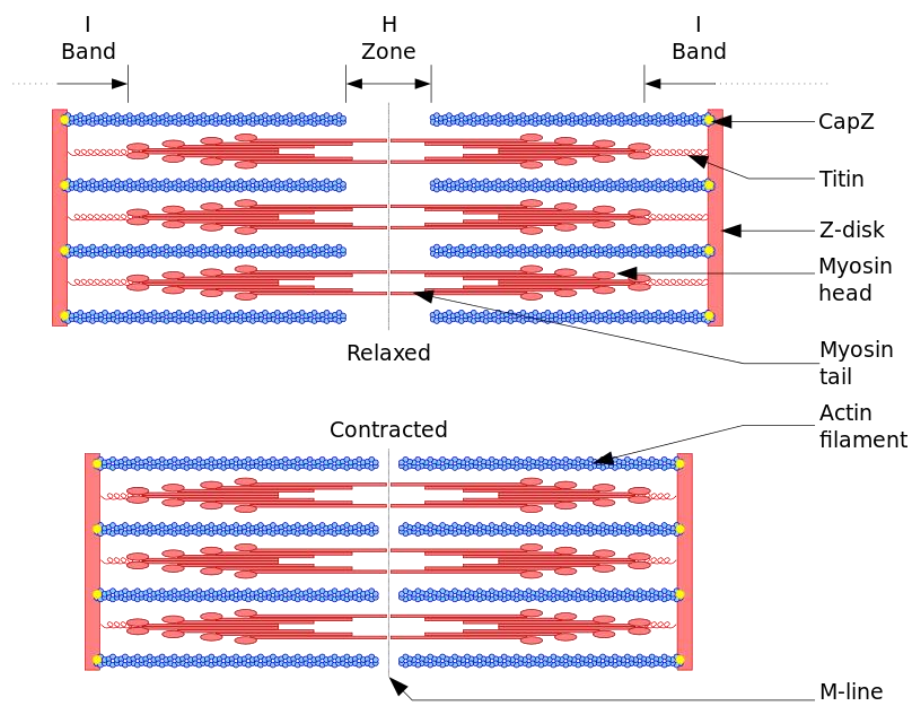 I
Band
H
Zone
I
Band
CapZ
Titin
Z-disk
Myosin
head
Relaxed
Myosin
tail
Contracted
Actin
filament
M-line